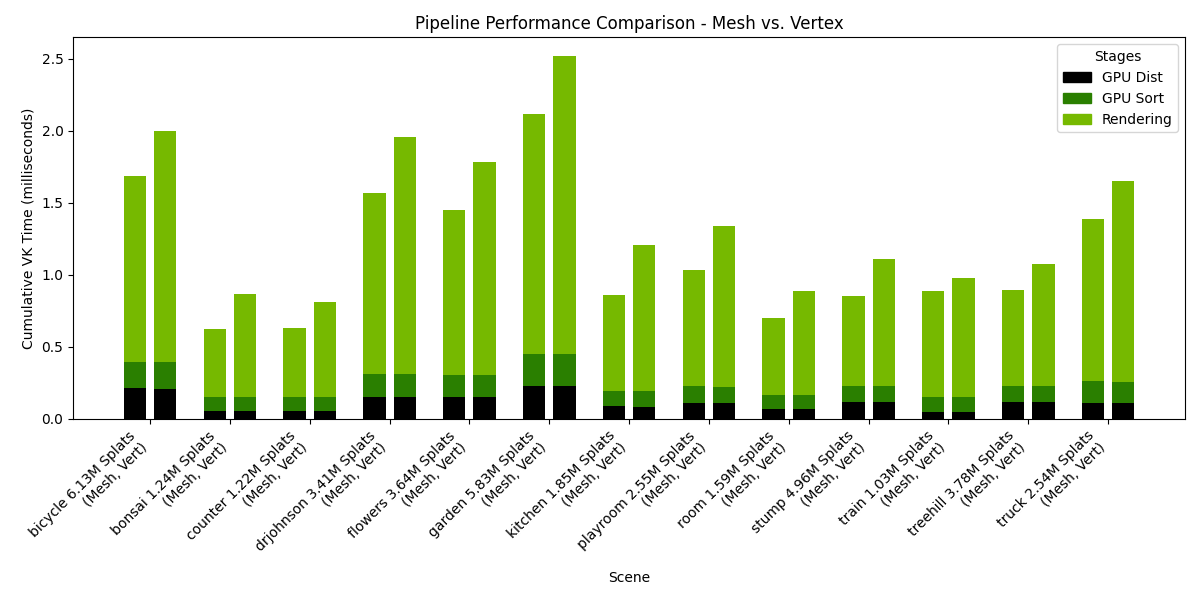 Pipeline Performance Comparison - Mesh vs. Vertex
Cumulative VK Time (milliseconds)
2.5
2.0
1.5
1.0
0.5
0.0
Stages
GPU Dist
GPU Sort
Rendering
bicycle 6.13M Splats
(Mesh, Vert)
bonsai 1.24M Splats
(Mesh, Vert)
counter 1.22M Splats
(Mesh, Vert)
drjohnson 3.41M Splats
(Mesh, Vert)
flowers 3.64M Splats
(Mesh, Vert)
garden 5.83M Splats
(Mesh, Vert)
kitchen 1.85M Splats
(Mesh, Vert)
playroom 2.55M Splats
(Mesh, Vert)
room 1.59M Splats
(Mesh, Vert)
stump 4.96M Splats
(Mesh, Vert)
train 1.03M Splats
(Mesh, Vert)
treehill 3.78M Splats
(Mesh, Vert)
truck 2.54M Splats
(Mesh, Vert)
Scene